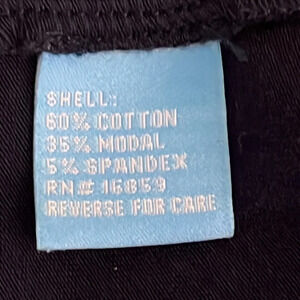 SHELL:
60% COTTON
35% MODAL
5% SPANDEX
RN# 16859
REVERSE FOR CARE